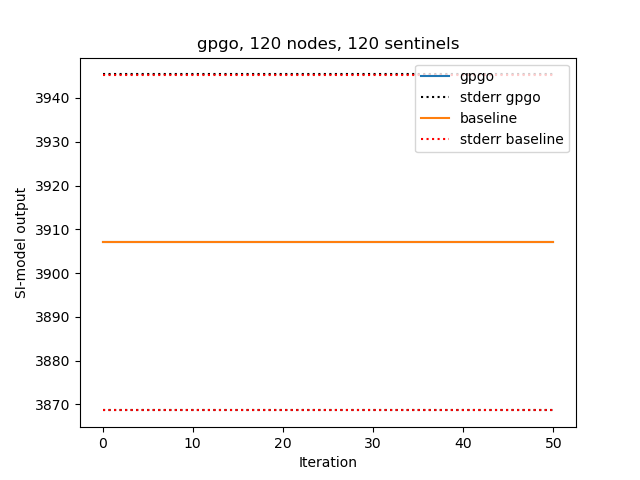 gpgo, 120 nodes, 120 sentinels
gpgo
stderr gpgo
baseline
stderr baseline
SI-model output
3940
3930
3920
3910
3900
3890
3880
3870
0 10 20 30 40 50
Iteration